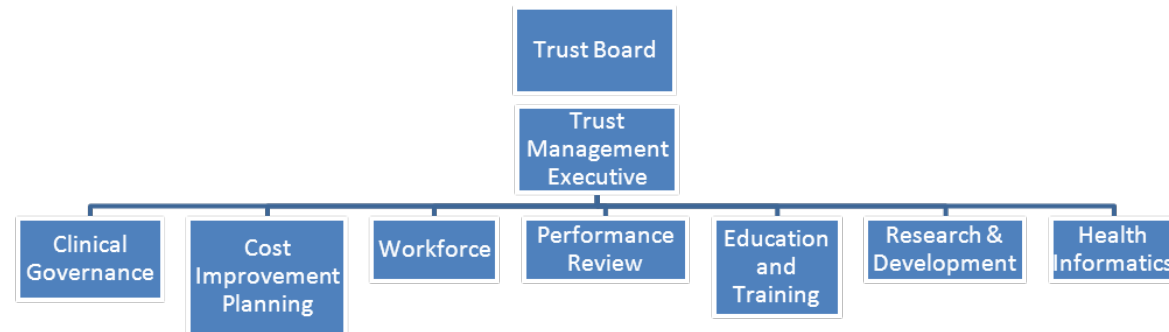 Trust Board
Trust
Management
Executive
Clinical
Governance
Cost
Improvement
Planning
Workforce
Performance
Review
Education
and
Training
Research &
Development
Health
Informatics